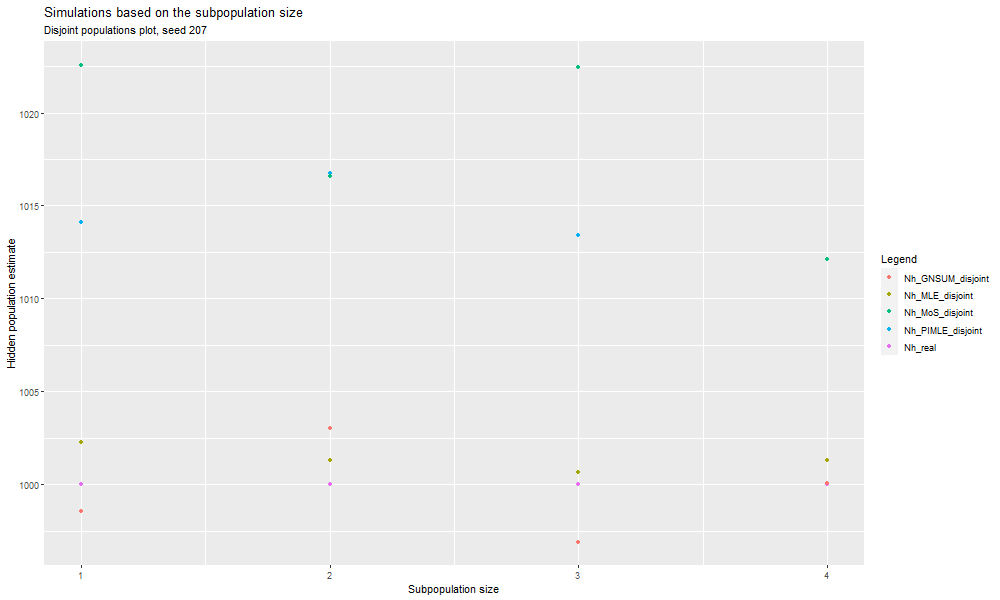 Simulations based on the subpopulation size
Disjoint populations plot, seed 207
Hidden population estimate
1020
1015
1010
1005
1000
1
2
3
4
Subpopulation size
Legend
Nh_GNSUM_disjoint
Nh_MLE_disjoint
Nh_MoS_disjoint
Nh_PIMLE_disjoint
Nh_real